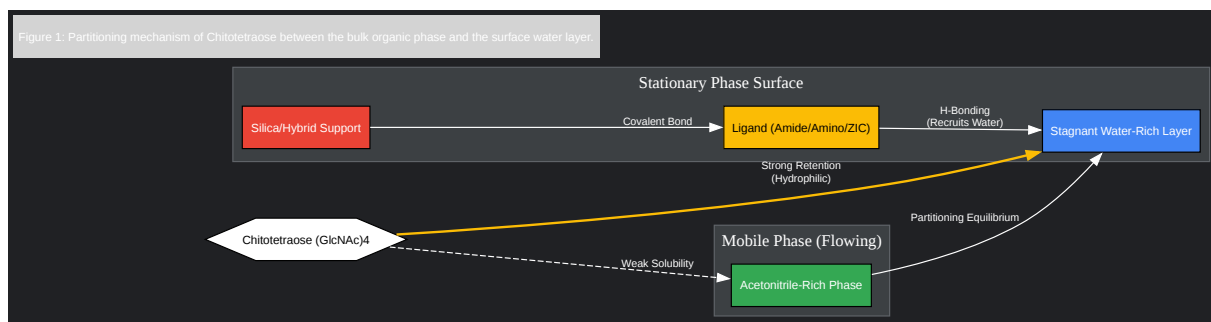 Figure 1: Partitioning mechanism of Chitotetraose between the bulk organic phase and the surface water layer.
Stationary Phase Surface
Silica/Hybrid Support
Covalent Bond
Ligand (Amide/Amino/ZIC)
H-Bonding
(Recruits Water)
Stagnant Water-Rich Layer
Strong Retention
(Hydrophilic)
Chitotetraose (GlcNAc)4
Partitioning Equilibrium
Mobile Phase (Flowing)
Weak Solubility
Acetonitrile-Rich Phase